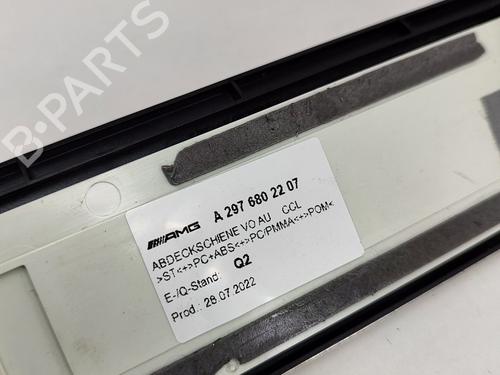 B-PARTS
AMG A 297 680 22 07
ABDECKSCHIENE VO AU CCL
>ST<+>PC+ABS<+>PC/PMMA<+>POM<
E-/Q-Stand: Q2
Prod.: 28.07.2022